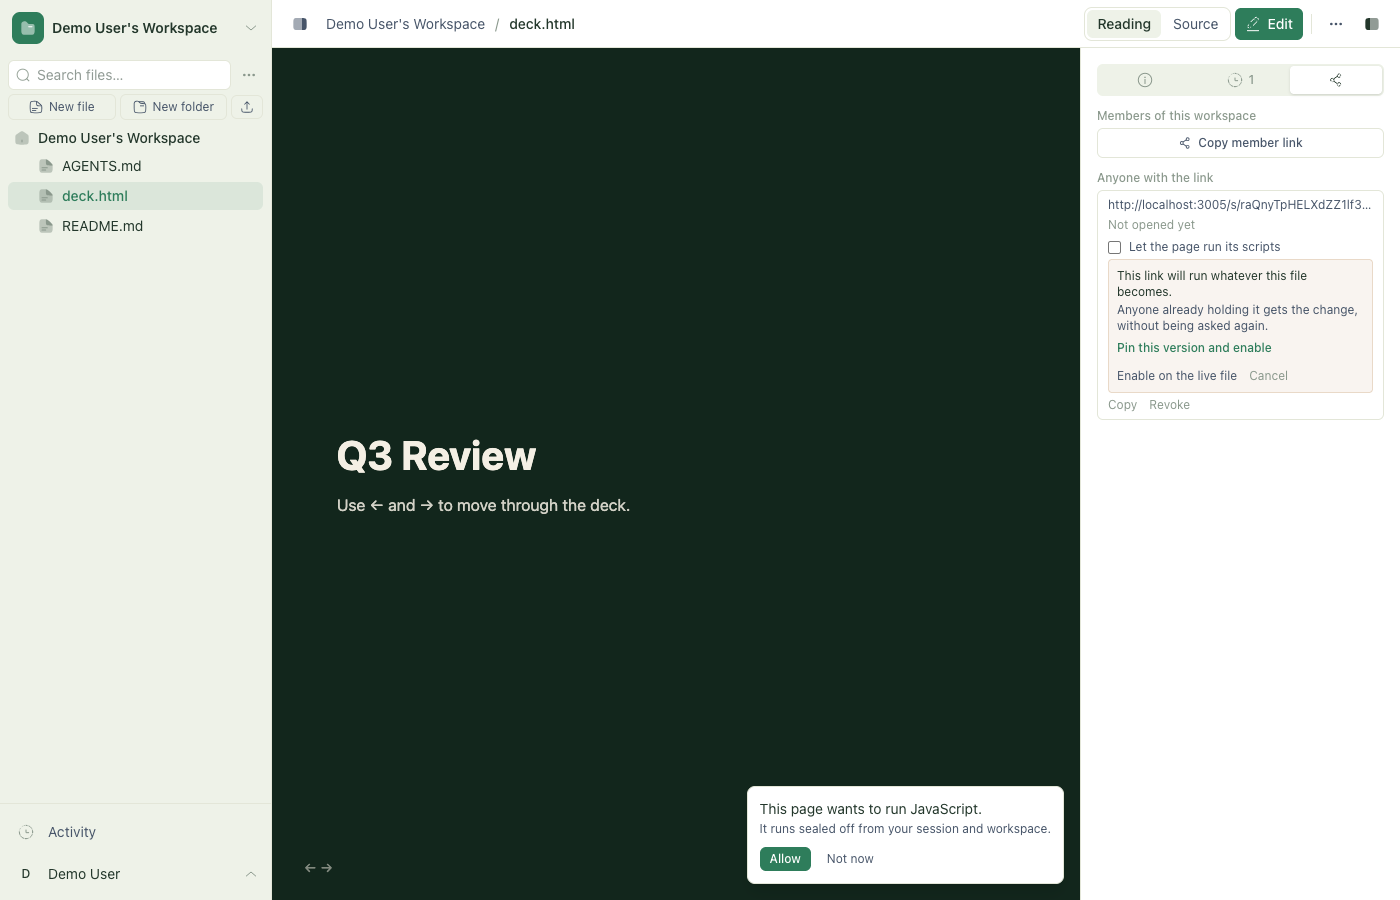 Demo User's Workspace
Search files...
New file
New folder
Demo User's Workspace
AGENTS.md
deck.html
README.md
Activity
D
Demo User
Demo User's Workspace / deck.html
Reading
Source
Edit
Q3 Review
Use ← and → to move through the deck.
← →
This page wants to run JavaScript.
It runs sealed off from your session and workspace.
Allow
Not now
1
Members of this workspace
Copy member link
Anyone with the link
Not opened yet
Let the page run its scripts
This link will run whatever this file
becomes.
Anyone already holding it gets the change,
without being asked again.
Pin this version and enable
Enable on the live file
Cancel
Copy
Revoke